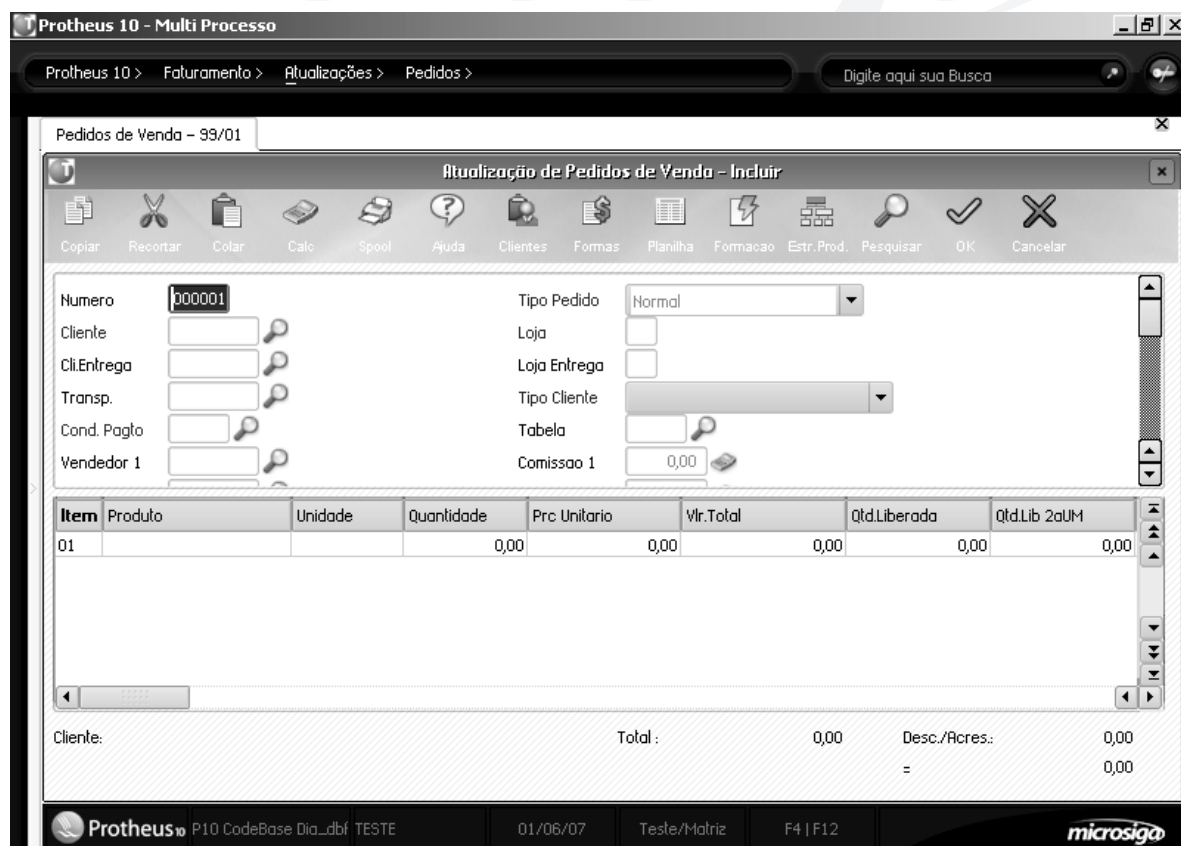 Protheus 10 - Multi Processo
Protheus 10 > Faturamento > Atualizações > Pedidos > Digite aqui sua Busca
Pedidos de Venda - 99/01
Atualização de Pedidos de Venda - Incluir
Copiar Recortar Colar Calc Spool Ajuda Clientes Formas Planilha Formacao Estr.Prod. Pesquisar OK Cancelar
Numero 000001 Tipo Pedido Normal
Cliente Loja
Cli.Entrega Loja Entrega
Transp. Tipo Cliente
Cond. Pagto Tabela
Vendedor 1 Comissao 1 0,00
Item Produto Unidade Quantidade Prc Unitario Vlr.Total Qtd.Liberada Qtd.Lib 2aUM
01 0,00 0,00 0,00 0,00 0,00
Cliente: Total : 0,00 Desc./Acres.: 0,00
= 0,00
Protheus 10 P10 CodeBase Dia_dbf TESTE 01/06/07 Teste/Matriz F4 | F12 microsiga